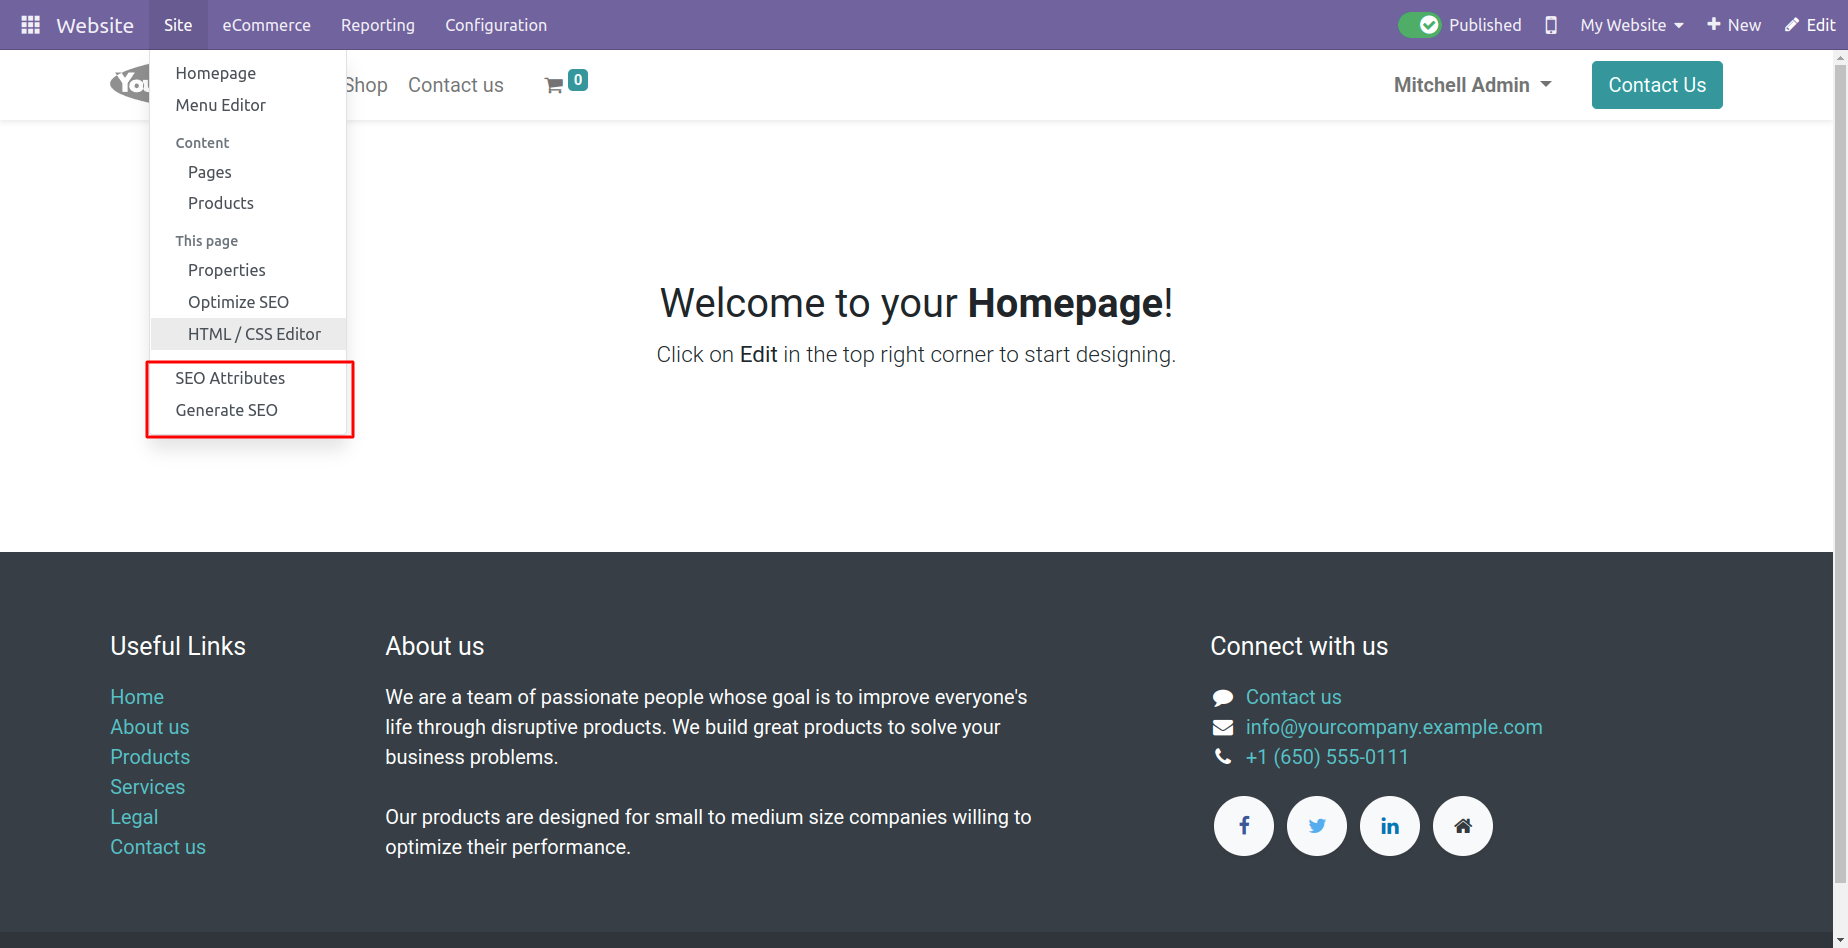 Website Site eCommerce Reporting Configuration Published My Website New Edit
You Shop Contact us 0 Mitchell Admin Contact Us
Homepage
Menu Editor
Content
Pages
Products
This page
Properties
Optimize SEO
HTML / CSS Editor
SEO Attributes
Generate SEO
Welcome to your Homepage!
Click on Edit in the top right corner to start designing.
Useful Links
Home
About us
Products
Services
Legal
Contact us
About us
We are a team of passionate people whose goal is to improve everyone's
life through disruptive products. We build great products to solve your
business problems.
Our products are designed for small to medium size companies willing to
optimize their performance.
Connect with us
Contact us
info@yourcompany.example.com
+1 (650) 555-0111